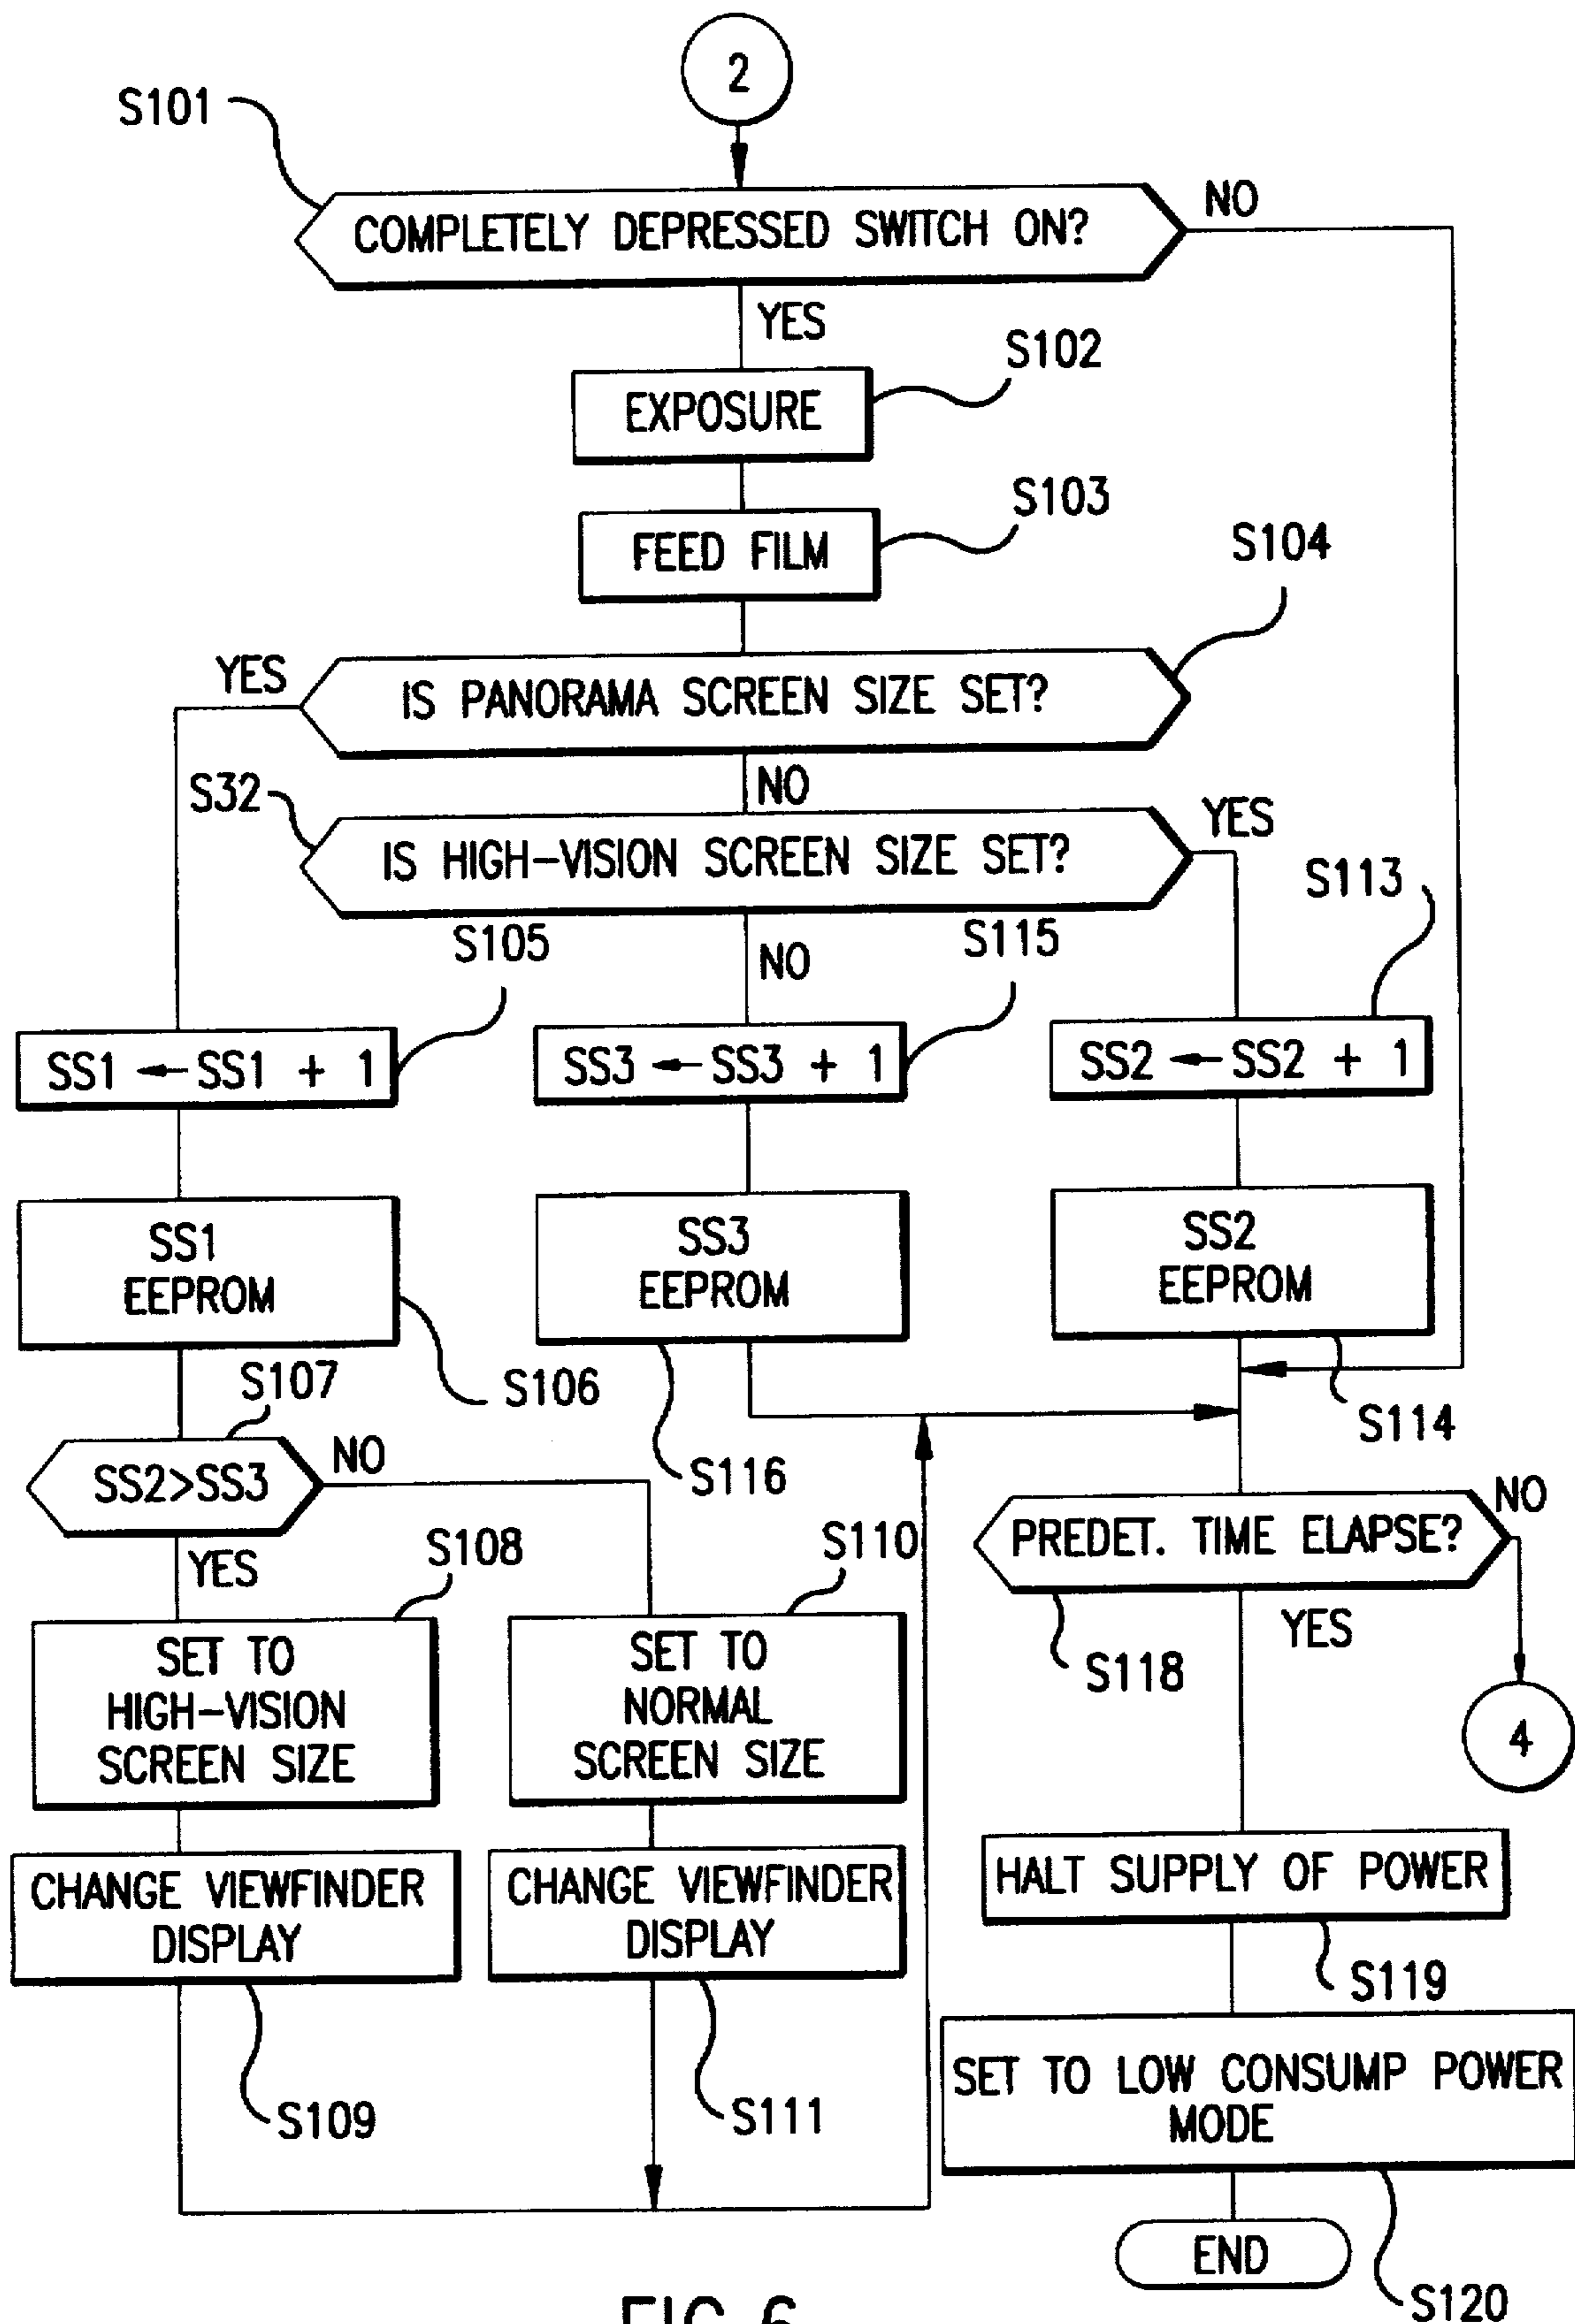 2
S101
COMPLETELY DEPRESSED SWITCH ON?
NO
YES
S102
EXPOSURE
S103
FEED FILM
S104
YES
IS PANORAMA SCREEN SIZE SET?
NO
S32
YES
IS HIGH-VISION SCREEN SIZE SET?
S113
S105
NO
S115
SS1 ← SS1 + 1
SS3 ← SS3 + 1
SS2 ← SS2 + 1
SS1
EEPROM
SS3
EEPROM
SS2
EEPROM
S106
S107
S114
S116
SS2>SS3
NO
YES
S108
S110
PREDET. TIME ELAPSE?
NO
YES
S118
4
SET TO
HIGH-VISION
SCREEN SIZE
SET TO
NORMAL
SCREEN SIZE
CHANGE VIEWFINDER
DISPLAY
CHANGE VIEWFINDER
DISPLAY
HALT SUPPLY OF POWER
S119
S109
S111
SET TO LOW CONSUMP POWER
MODE
END
S120
FIG. 6